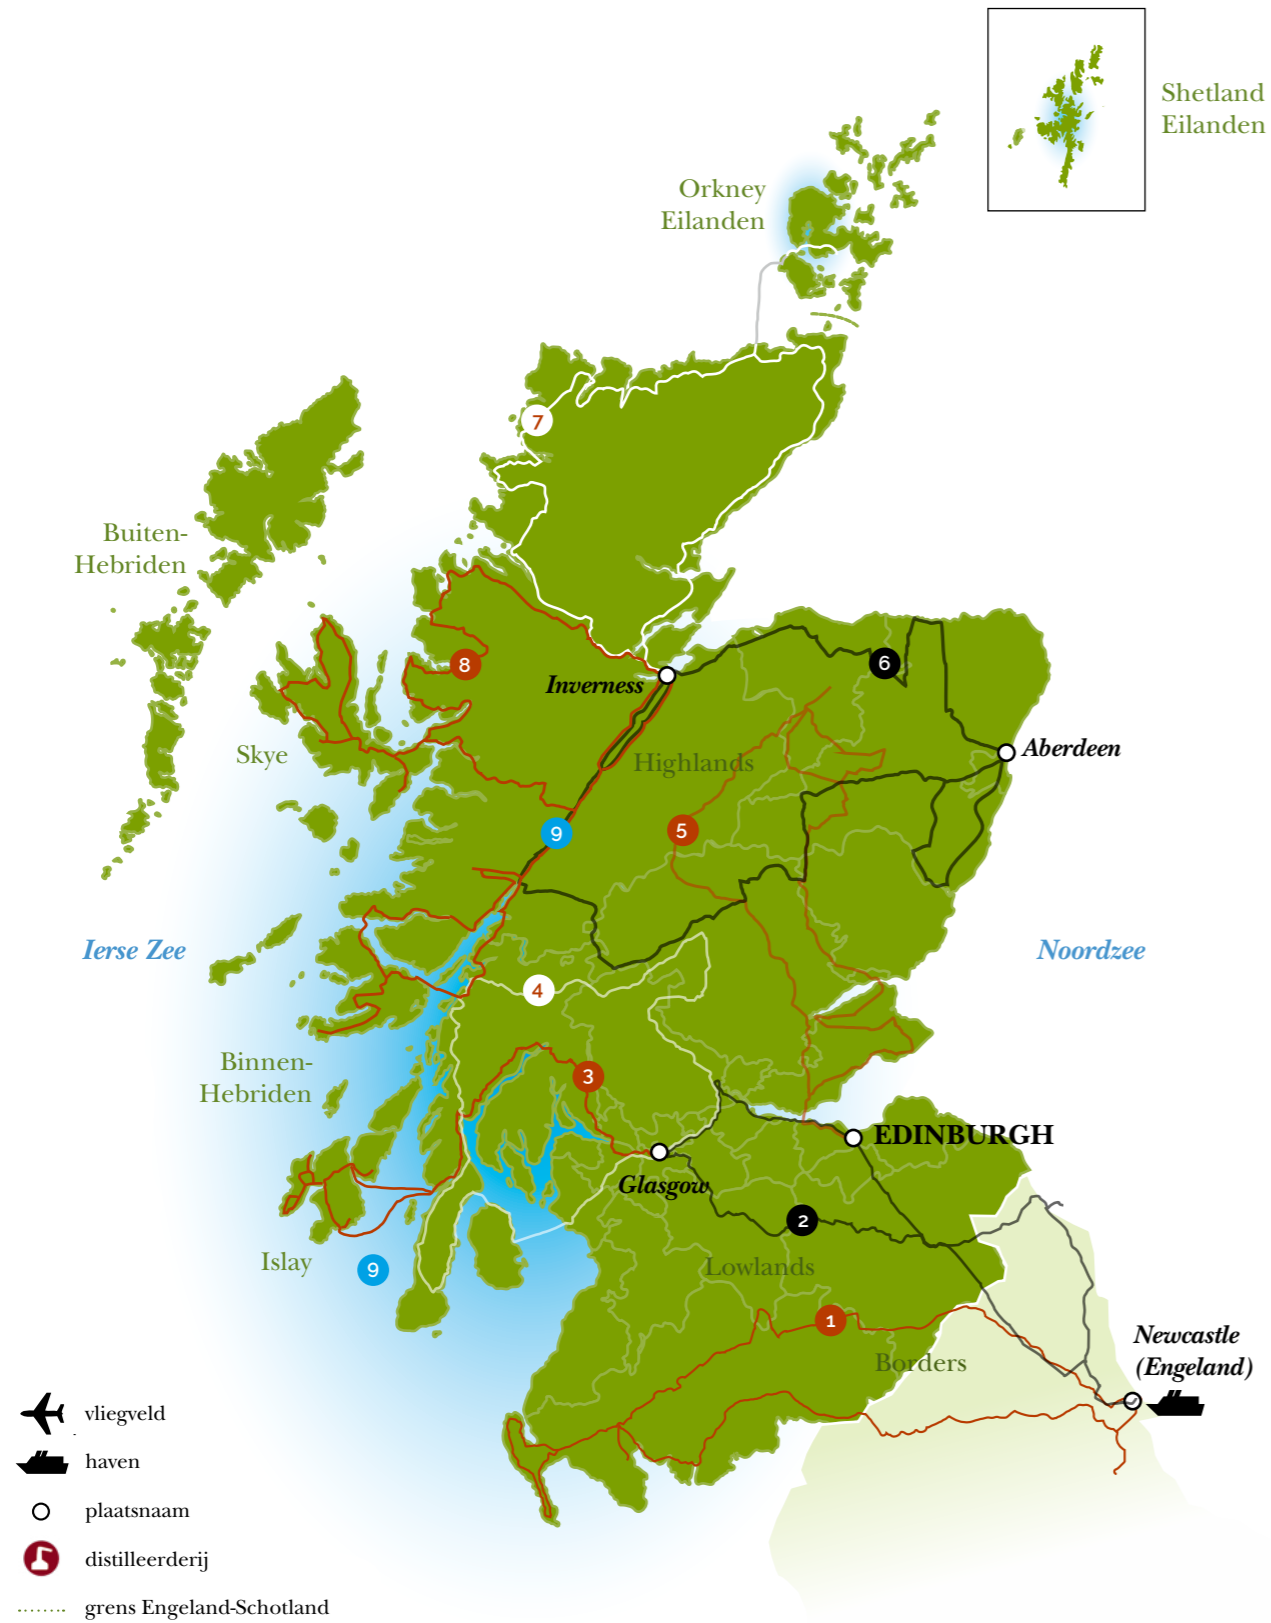 Shetland
Eilanden
Orkney
Eilanden
7
Buiten-
Hebriden
8
6
Inverness
Skye
Aberdeen
Highlands
9
5
Ierse Zee
Noordzee
4
Binnen-
Hebriden
3
EDINBURGH
Glasgow
2
Islay
9
Lowlands
1
Borders
Newcastle
(Engeland)
vliegveld
haven
plaatsnaam
distilleerderij
grens Engeland-Schotland